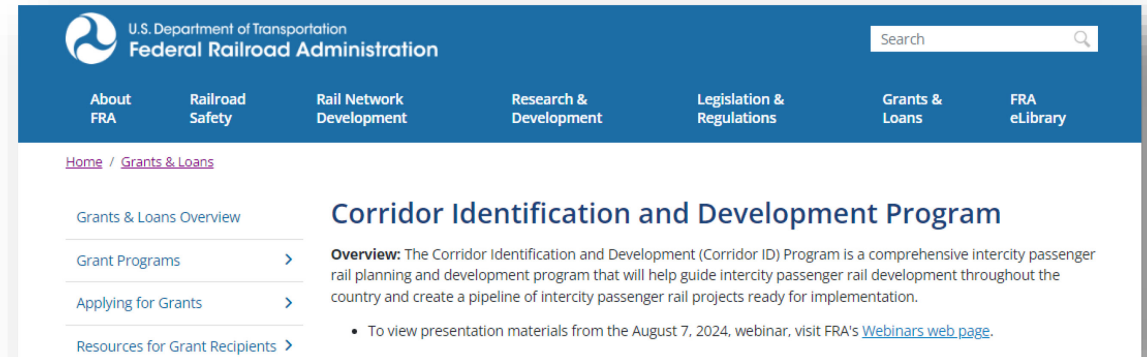 U.S. Department of Transportation
Federal Railroad Administration
Search
About FRA
Railroad Safety
Rail Network Development
Research & Development
Legislation & Regulations
Grants & Loans
FRA eLibrary
Home / Grants & Loans
Grants & Loans Overview
Grant Programs
Applying for Grants
Resources for Grant Recipients
Corridor Identification and Development Program
Overview: The Corridor Identification and Development (Corridor ID) Program is a comprehensive intercity passenger
rail planning and development program that will help guide intercity passenger rail development throughout the
country and create a pipeline of intercity passenger rail projects ready for implementation.
• To view presentation materials from the August 7, 2024, webinar, visit FRA's Webinars web page.